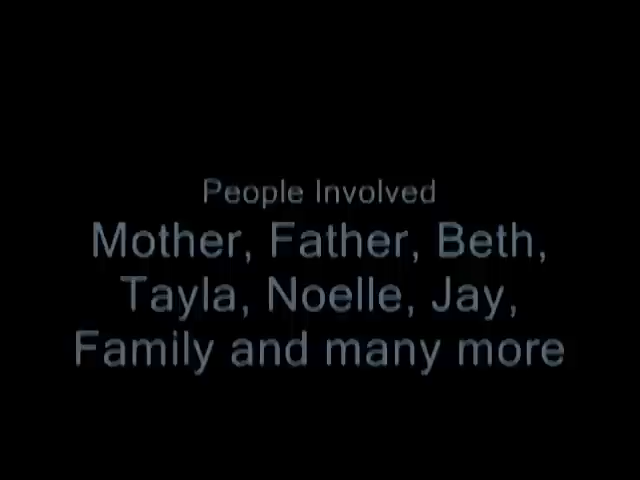 People Involved
Mother, Father, Beth,
Tayla, Noelle, Jay,
Family and many more